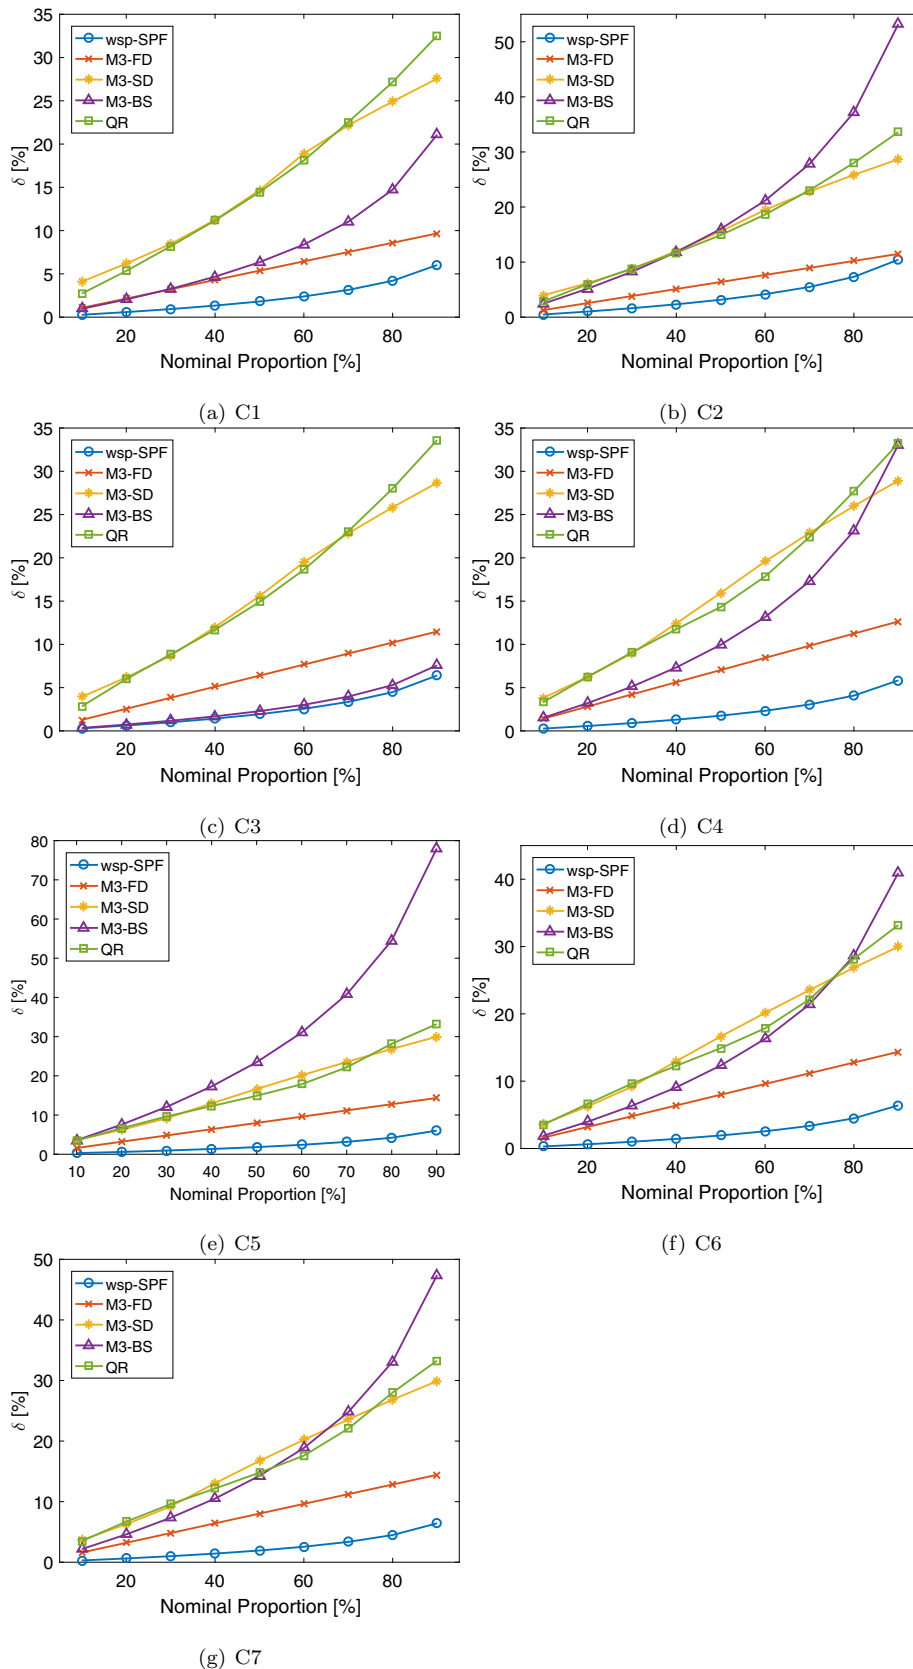 35
30
25
20
15
10
5
0
δ [%]
wsp-SPF
M3-FD
M3-SD
M3-BS
QR
20 40 60 80
Nominal Proportion [%]
(a) C1
50
40
30
20
10
0
δ [%]
wsp-SPF
M3-FD
M3-SD
M3-BS
QR
20 40 60 80
Nominal Proportion [%]
(b) C2
35
30
25
20
15
10
5
0
δ [%]
wsp-SPF
M3-FD
M3-SD
M3-BS
QR
20 40 60 80
Nominal Proportion [%]
(c) C3
35
30
25
20
15
10
5
0
δ [%]
wsp-SPF
M3-FD
M3-SD
M3-BS
QR
20 40 60 80
Nominal Proportion [%]
(d) C4
80
70
60
50
40
30
20
10
0
δ [%]
wsp-SPF
M3-FD
M3-SD
M3-BS
QR
10 20 30 40 50 60 70 80 90
Nominal Proportion [%]
(e) C5
40
30
20
10
0
δ [%]
wsp-SPF
M3-FD
M3-SD
M3-BS
QR
20 40 60 80
Nominal Proportion [%]
(f) C6
50
40
30
20
10
0
δ [%]
wsp-SPF
M3-FD
M3-SD
M3-BS
QR
20 40 60 80
Nominal Proportion [%]
(g) C7